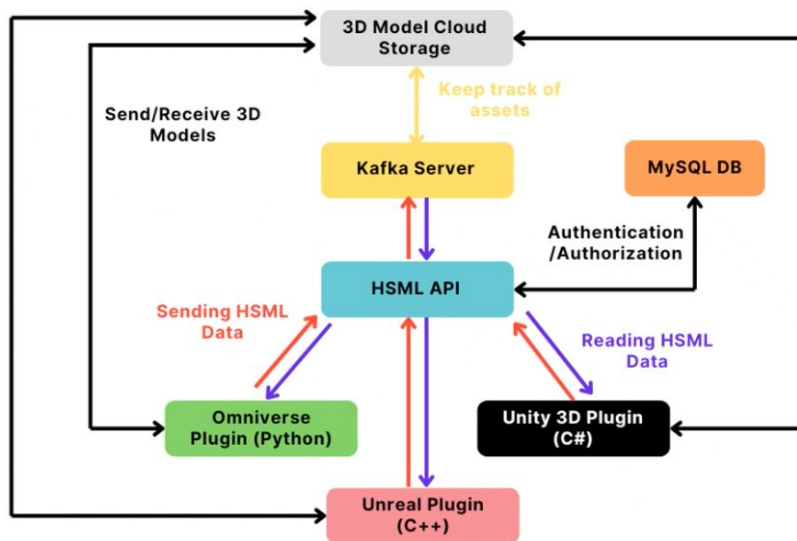 3D Model Cloud
Storage
Keep track of
assets
Send/Receive 3D
Models
Kafka Server
MySQL DB
Authentication
/Authorization
HSML API
Sending HSML
Data
Reading HSML
Data
Omniverse
Plugin (Python)
Unity 3D Plugin
(C#)
Unreal Plugin
(C++)